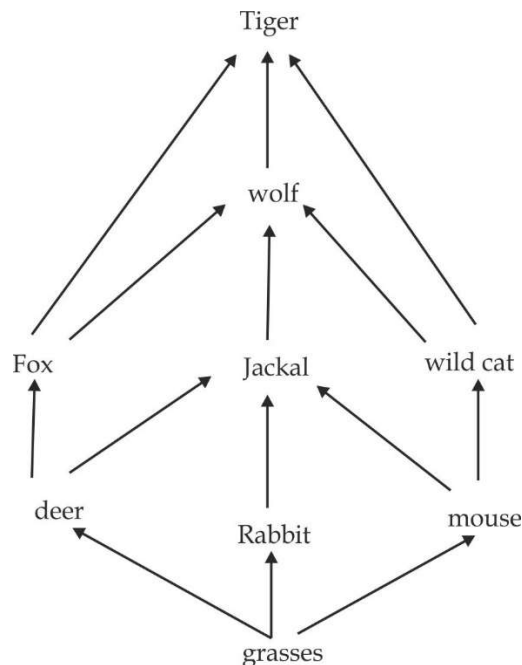 Tiger
wolf
Fox
Jackal
wild cat
deer
Rabbit
mouse
grasses